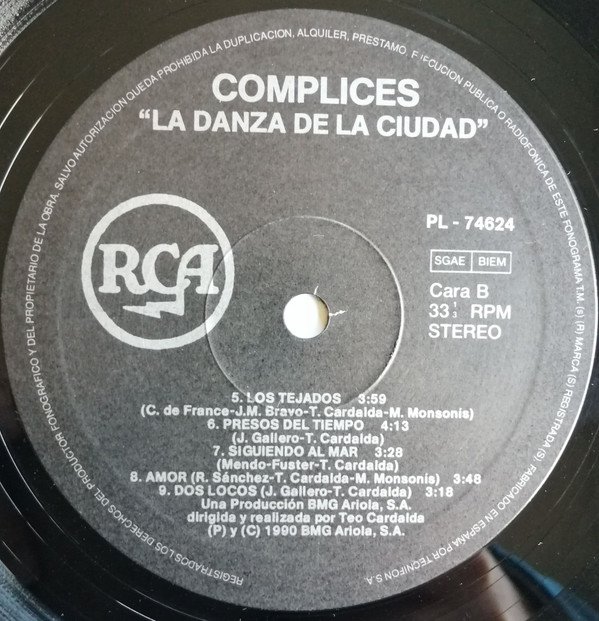 REGISTRADOS LOS DERECHOS DEL PRODUCTOR FONOGRAFICO Y DEL PROPIETARIO DE LA OBRA. SALVO AUTORIZACION QUEDA PROHIBIDA LA DUPLICACION, ALQUILER, PRESTAMO, EJECUCION PUBLICA O RADIOFONICA DE ESTE FONOGRAMA T.M. (s) (R) MARCA (S) REGISTRADA (S). FABRICADO EN ESPAÑA POR TECNIFON S.A.
COMPLICES
"LA DANZA DE LA CIUDAD"
RCA
PL - 74624
SGAE BIEM
Cara B
33 1/3 RPM
STEREO
5. LOS TEJADOS 3:59
(C. de France-J.M. Bravo-T. Cardalda-M. Monsonis)
6. PRESOS DEL TIEMPO 4:13
(J. Gallero-T. Cardalda)
7. SIGUIENDO AL MAR 3:28
(Mendo-Fuster-T. Cardalda)
8. AMOR (R. Sánchez-T. Cardalda-M. Monsonis) 3:48
9. DOS LOCOS (J. Gallero-T. Cardalda) 3:18
Una Producción BMG Ariola, S.A.
dirigida y realizada por Teo Cardalda
(P) y (C) 1990 BMG Ariola, S.A.